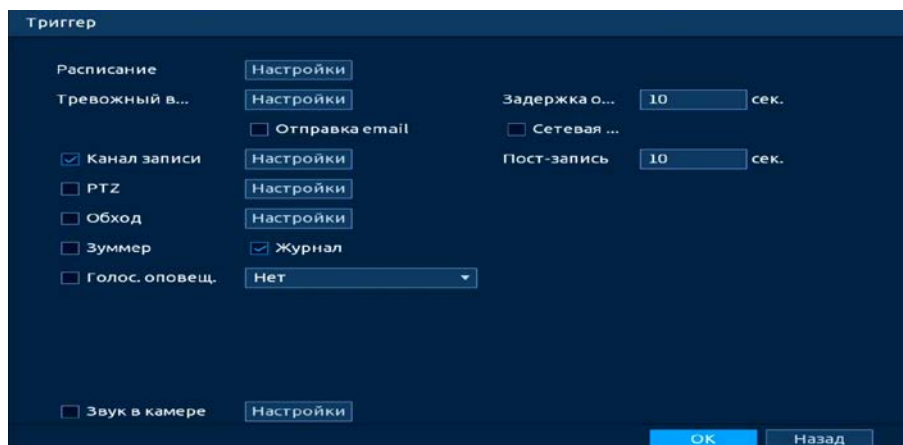 Триггер
Расписание Настройки
Тревожный в... Настройки Задержка о... 10 сек.
Отправка email Сетевая ...
Канал записи Настройки Пост-запись 10 сек.
PTZ Настройки
Обход Настройки
Зуммер Журнал
Голос. оповещ. Нет
Звук в камере Настройки
OK Назад